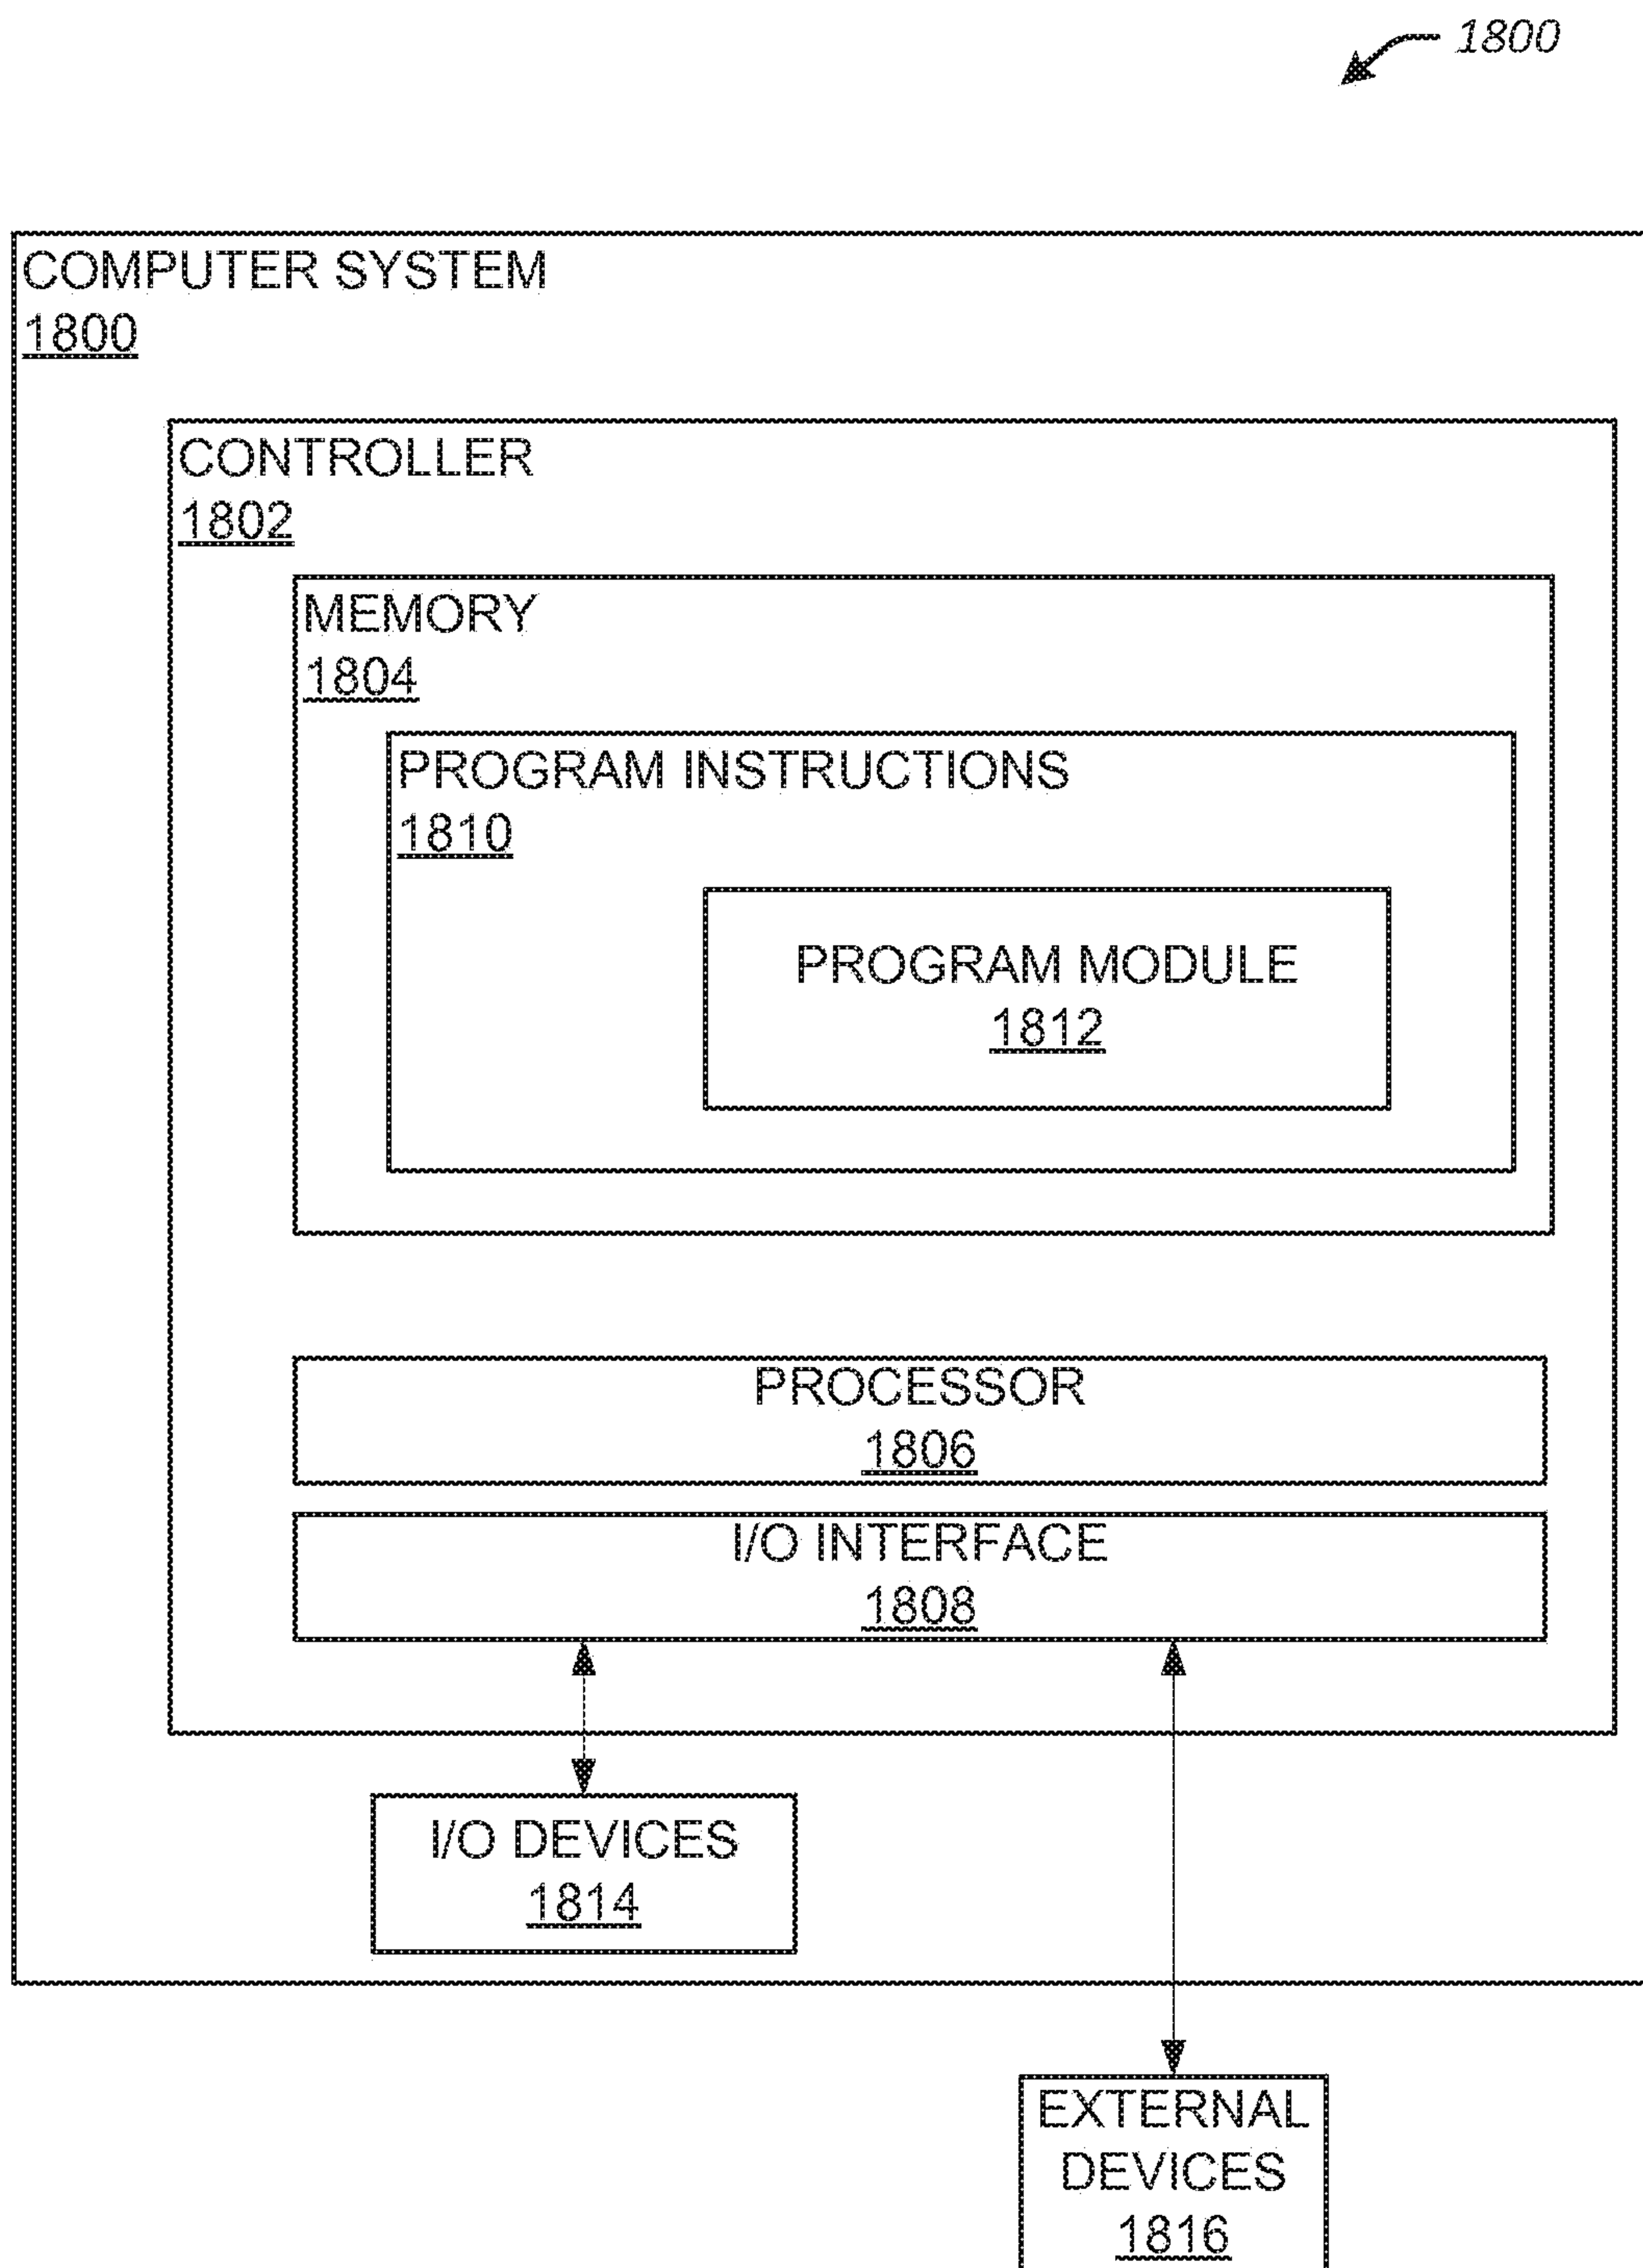 1800
COMPUTER SYSTEM
1800
CONTROLLER
1802
MEMORY
1804
PROGRAM INSTRUCTIONS
1810
PROGRAM MODULE
1812
PROCESSOR
1806
I/O INTERFACE
1808
I/O DEVICES
1814
EXTERNAL
DEVICES
1816